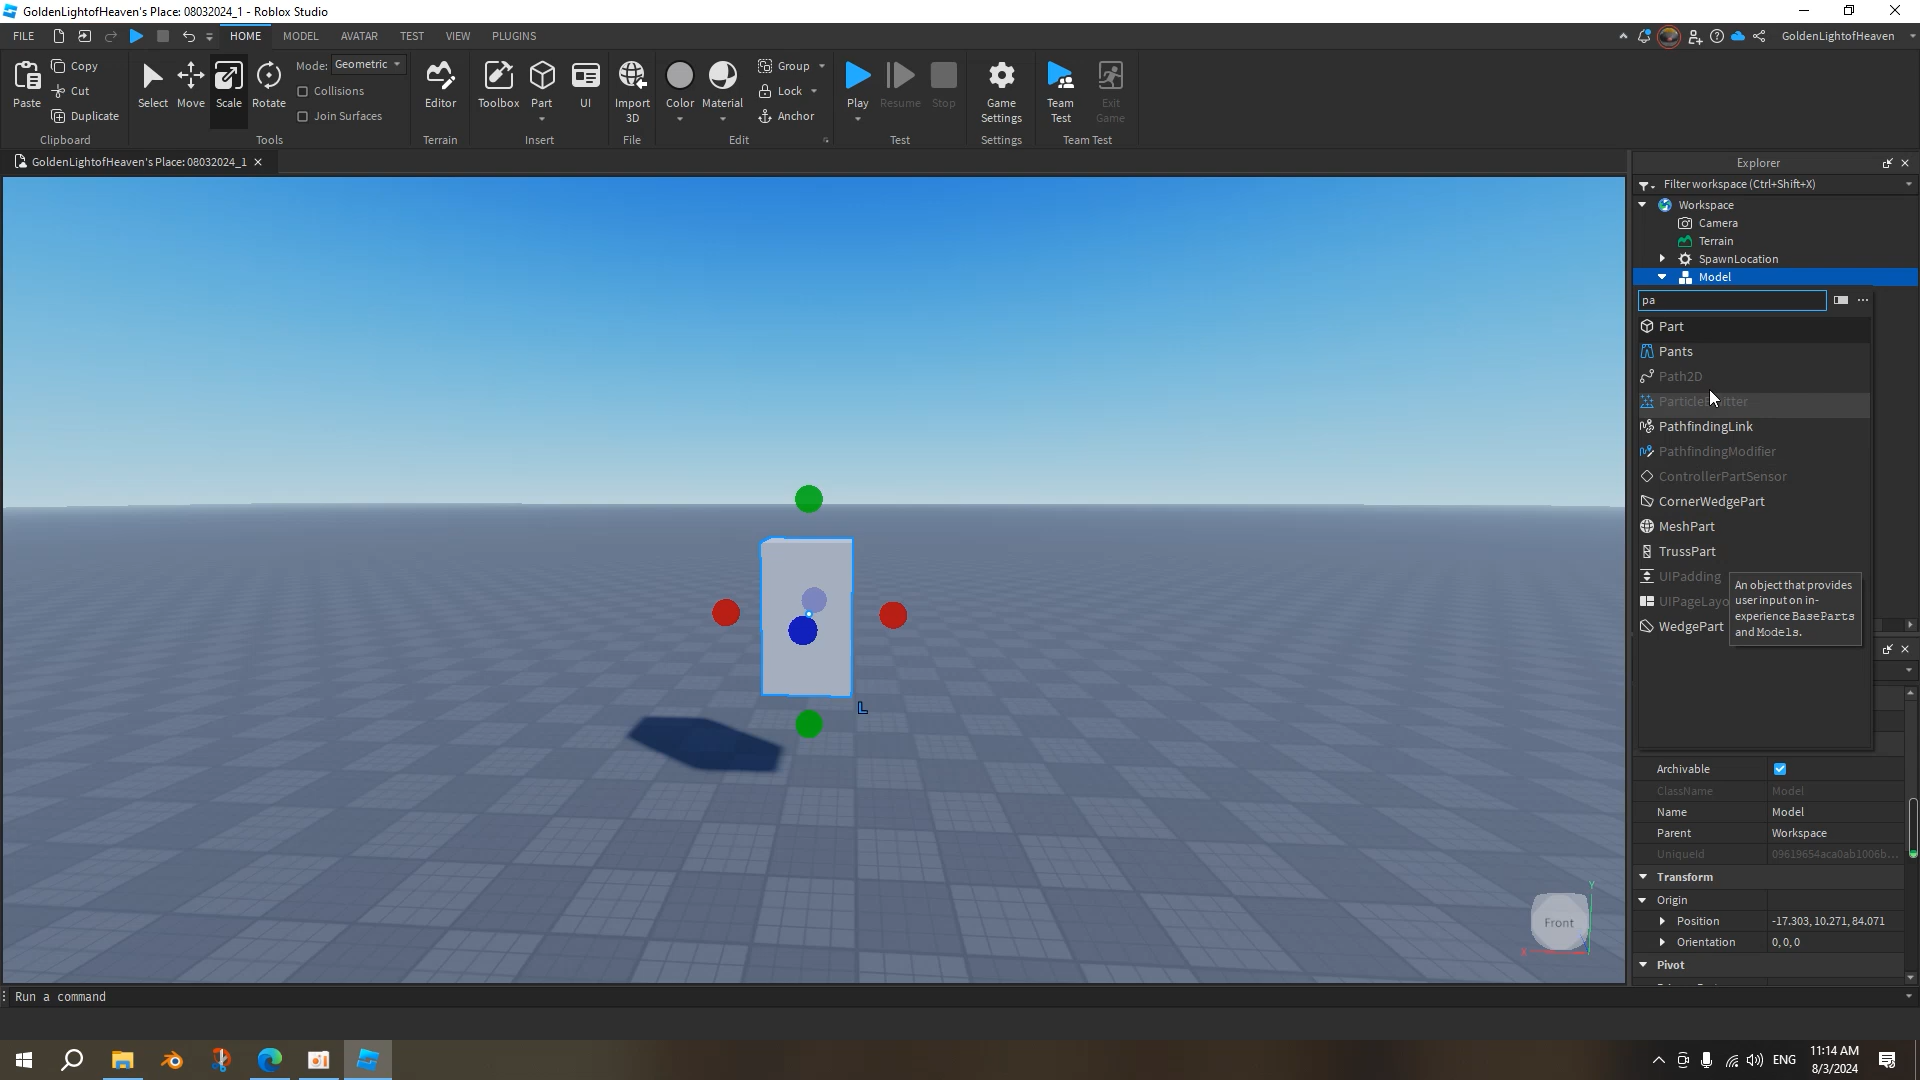 GoldenLightofHeaven's Place: 08032024_1 - Roblox Studio
FILE HOME MODEL AVATAR TEST VIEW PLUGINS GoldenLightofHeaven
Paste Copy Cut Duplicate Clipboard
Select Move Scale Rotate Mode: Geometric Collisions Join Surfaces Tools
Editor Terrain
Toolbox Part UI Insert
Import 3D File
Color Material Group Lock Anchor Edit
Play Resume Stop Test
Game Settings Settings
Team Test Exit Game Team Test
GoldenLightofHeaven's Place: 08032024_1
Explorer
Filter workspace (Ctrl+Shift+X)
Workspace
Camera
Terrain
SpawnLocation
Model
pa
Part
Pants
Path2D
PathfindingLink
PathfindingModifier
ControllerPartSensor
CornerWedgePart
MeshPart
TrussPart
UIPadding
WedgePart
An object that provides
user input on in-
experience BaseParts
and Models.
Archivable
ClassName Model
Name Model
Parent Workspace
UniqueId 09619654aca0ab1006b...
Transform
Origin
Position -17.303, 10.271, 84.071
Orientation 0, 0, 0
Pivot
Front
X
Y
L
Run a command
ENG
11:14 AM
8/3/2024